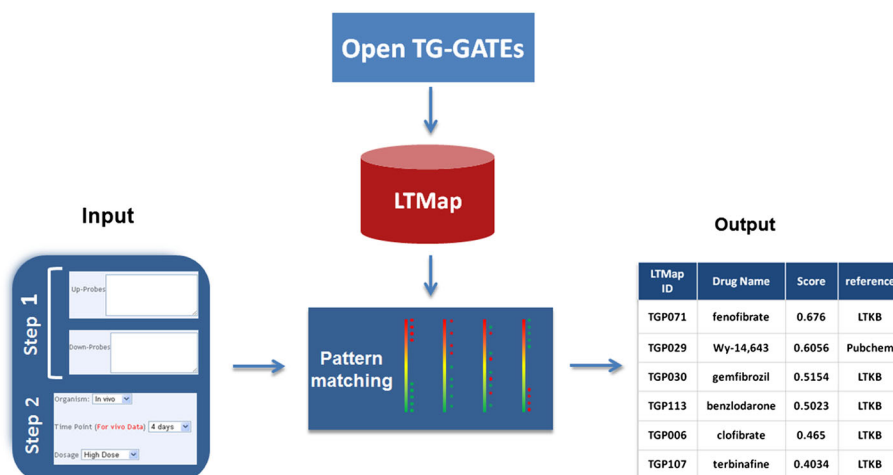 Open TG-GATEs
LTMap
Input
Step 1
Up-Probes
Down-Probes
Step 2
Organism: In vivo
Time Point (For vivo Data) 4 days
Dosage High Dose
Pattern
matching
Output
LTMap
ID Drug Name Score reference
TGP071 fenofibrate 0.676 LTKB
TGP029 Wy-14,643 0.6056 Pubchem
TGP030 gemfibrozil 0.5154 LTKB
TGP113 benzlodarone 0.5023 LTKB
TGP006 clofibrate 0.465 LTKB
TGP107 terbinafine 0.4034 LTKB